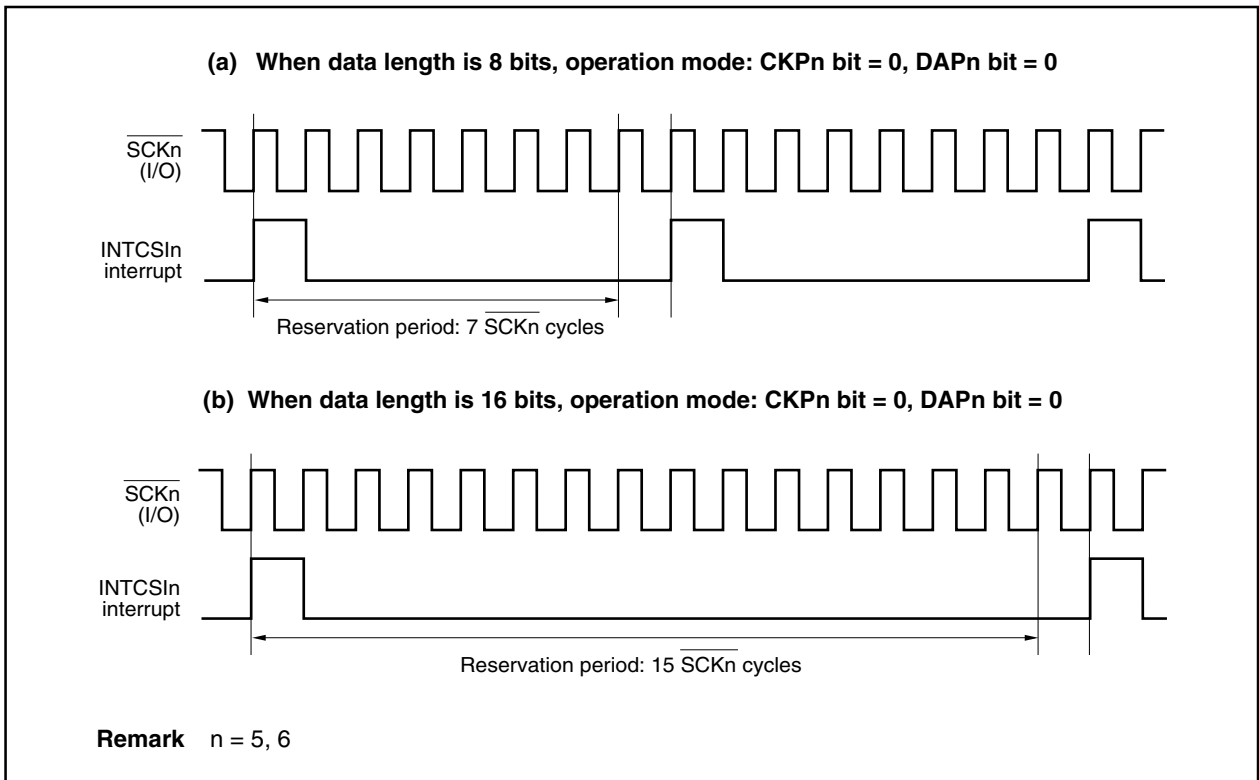 (a) When data length is 8 bits, operation mode: CKPn bit = 0, DAPn bit = 0
SCKn
(I/O)
INTCSIn
interrupt
Reservation period: 7 SCKn cycles
(b) When data length is 16 bits, operation mode: CKPn bit = 0, DAPn bit = 0
SCKn
(I/O)
INTCSIn
interrupt
Reservation period: 15 SCKn cycles
Remark n = 5, 6